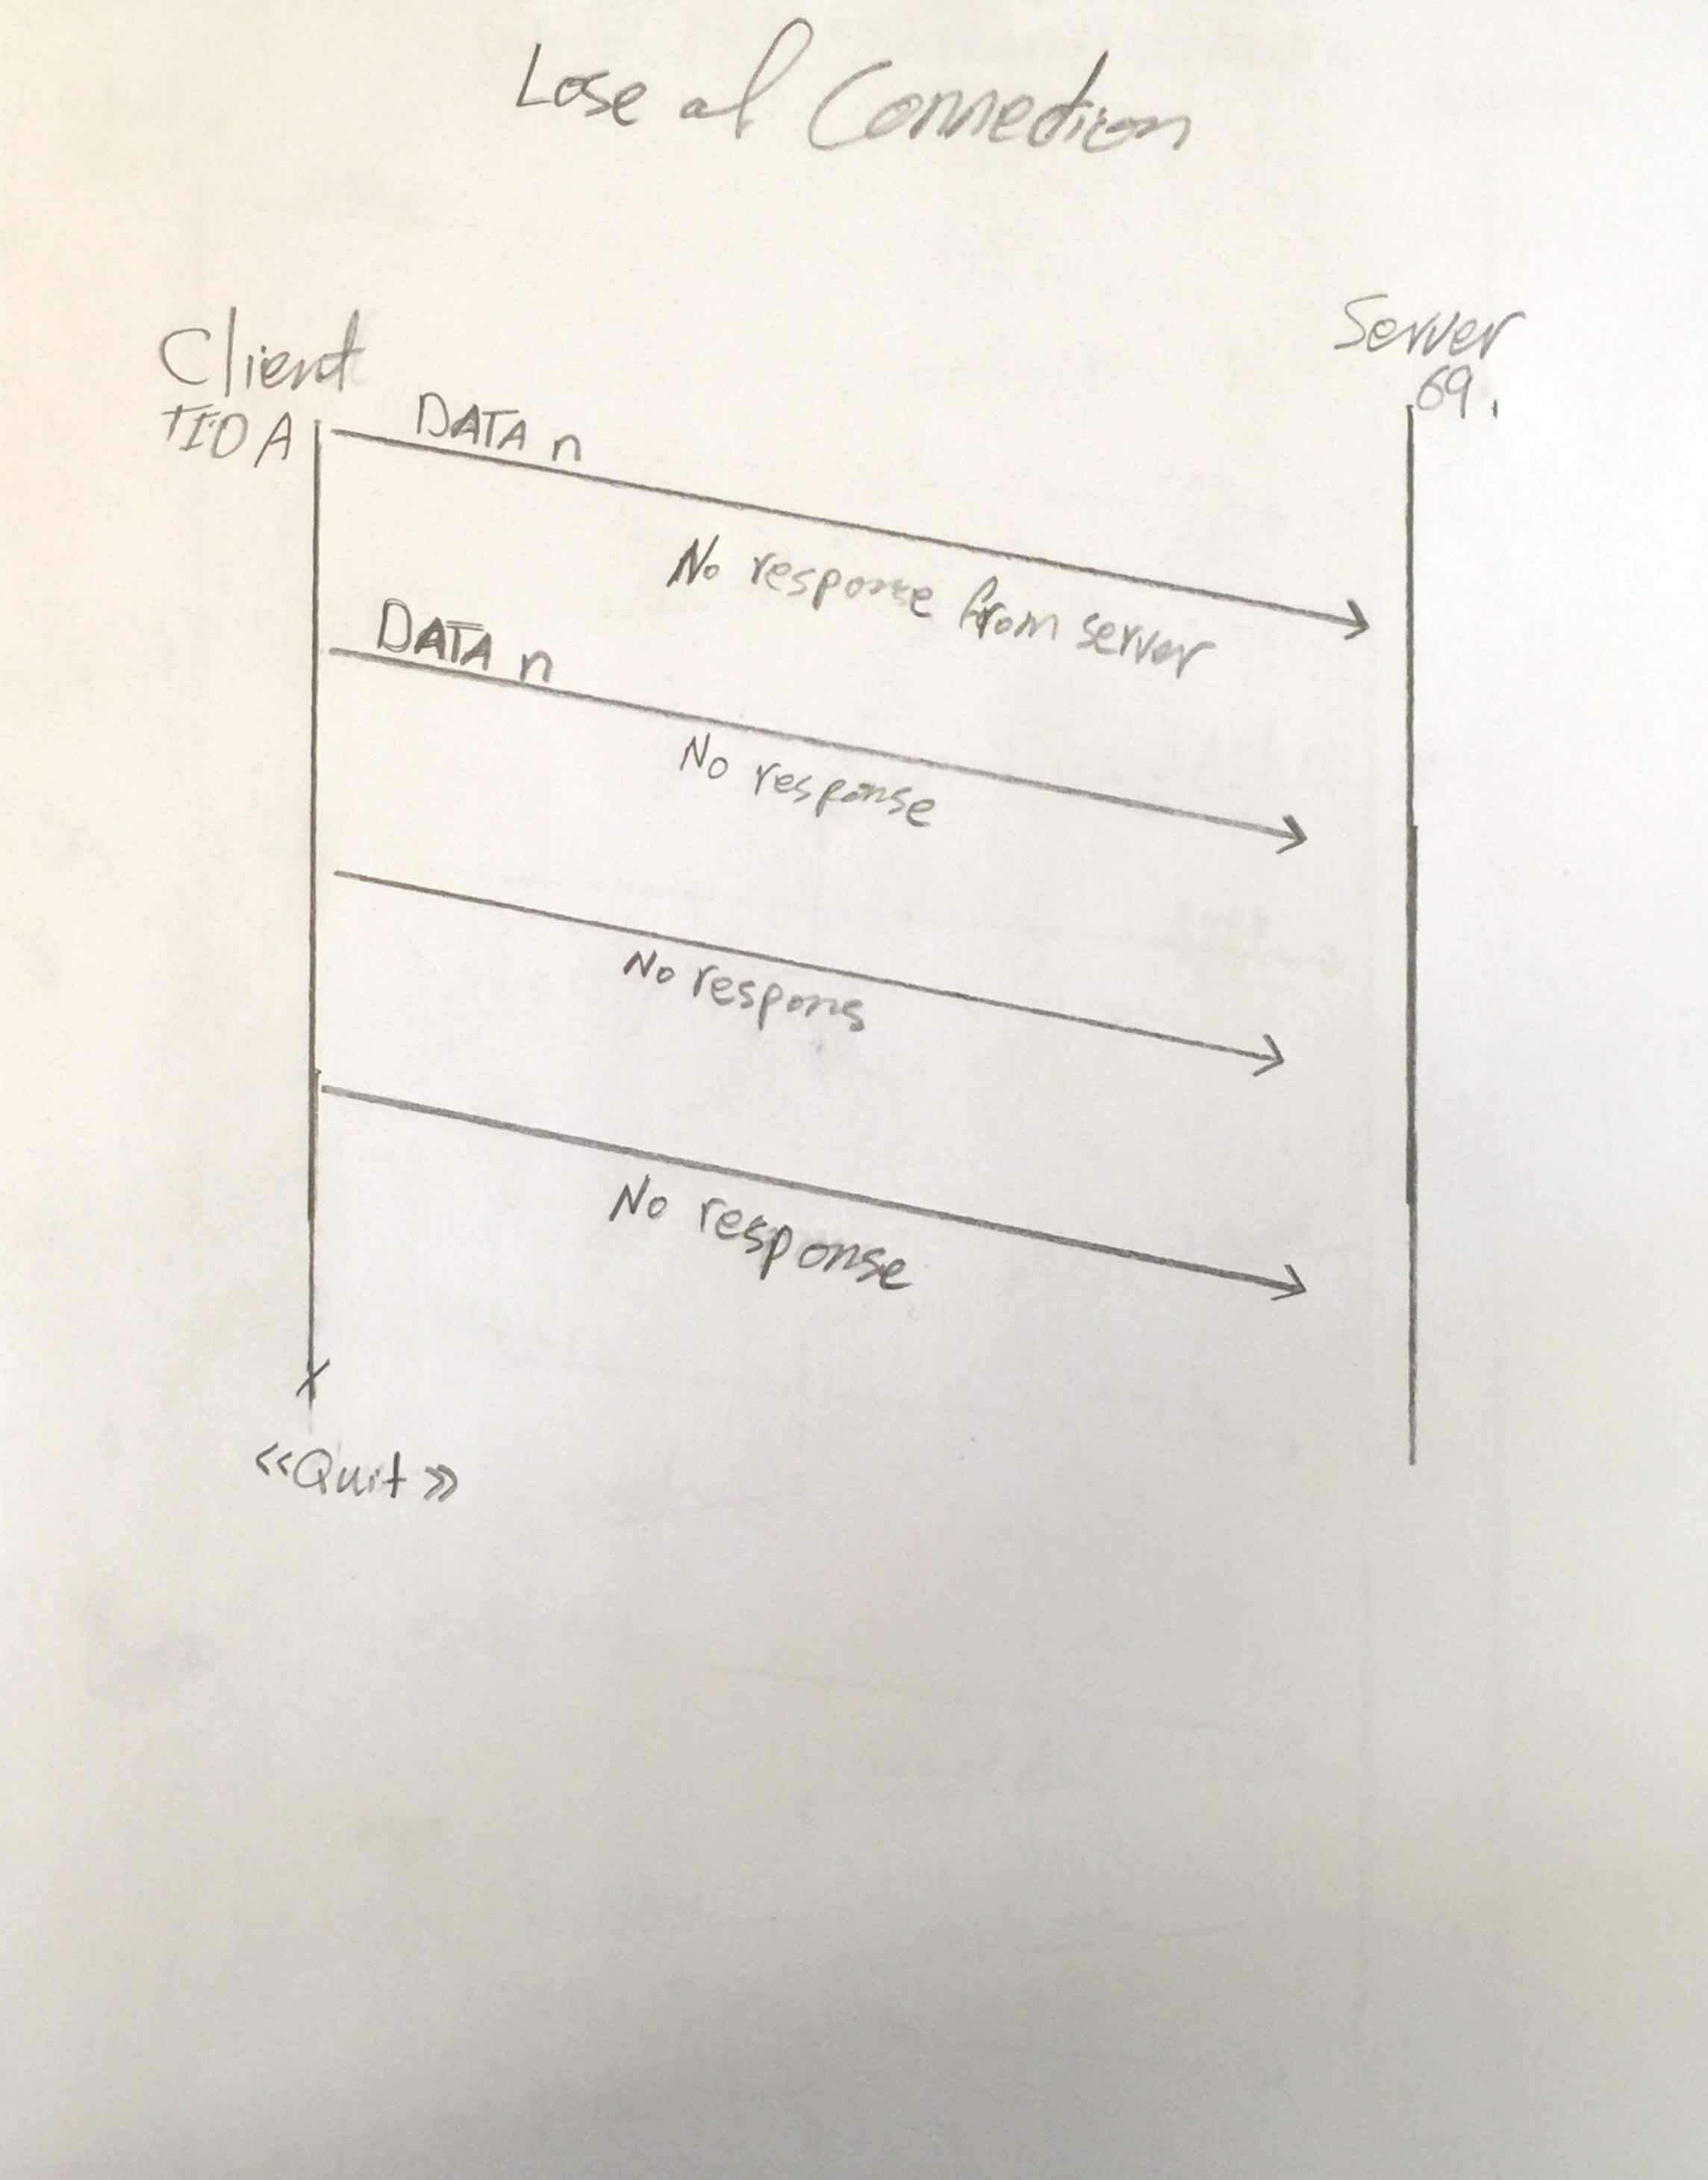 Lose of Connection
Client
TID A
Server
69.
DATA n
No response from server
DATA n
No response
No respons
No response
<<Quit>>